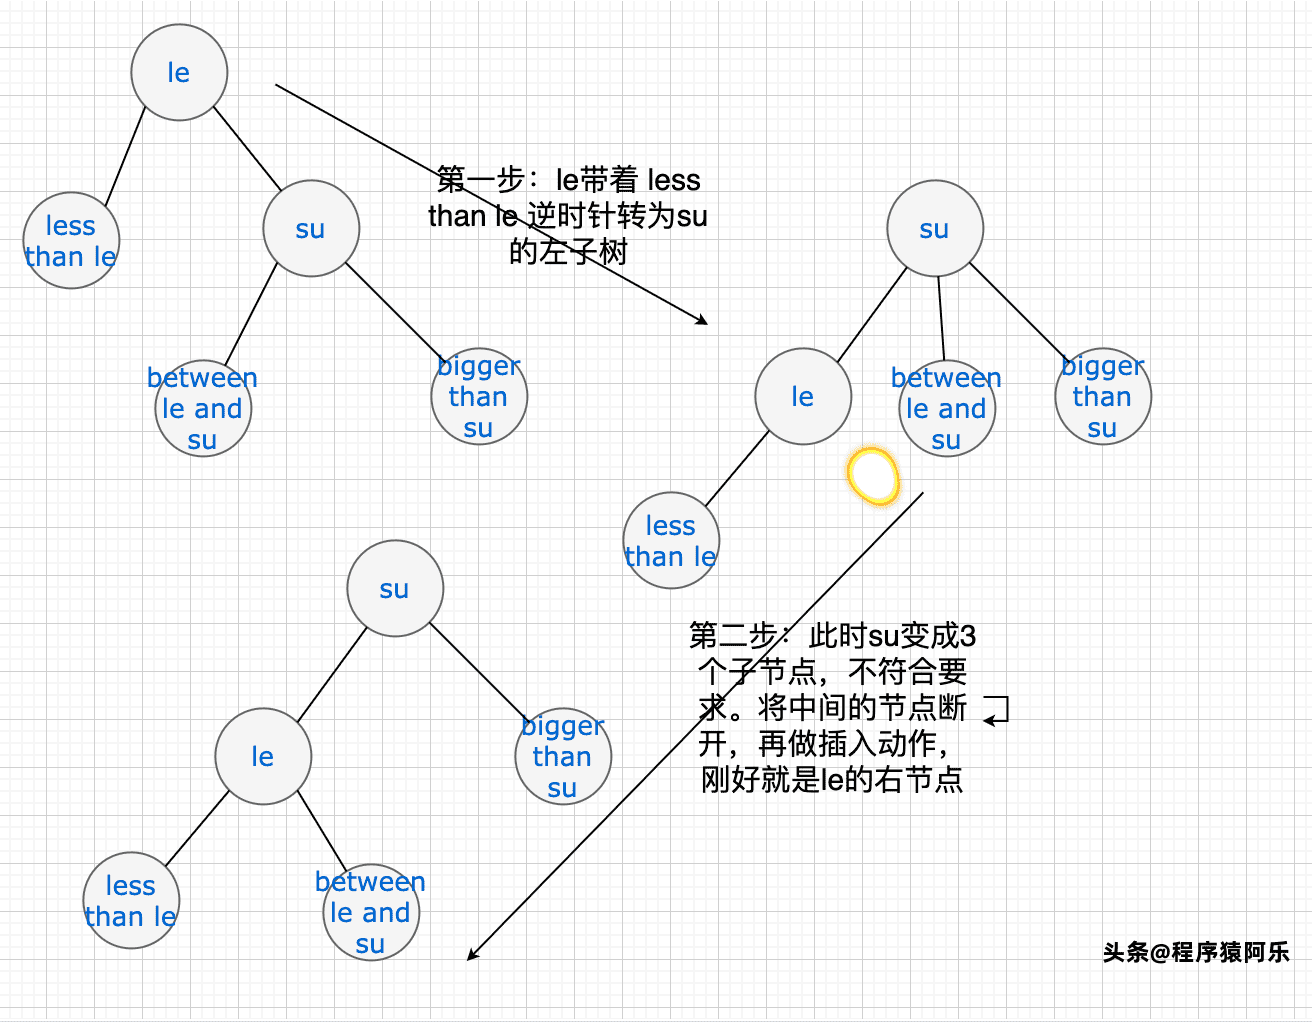 le
less
than le
su
between
le and
su
bigger
than
su
第一步：le带着 less
than le 逆时针转为su
的左子树
su
le
between
le and
su
bigger
than
su
less
than le
第二步：此时su变成3
个子节点，不符合要
求。将中间的节点断
开，再做插入动作，
刚好就是le的右节点
su
le
bigger
than
su
less
than le
between
le and
su
头条@程序猿阿乐